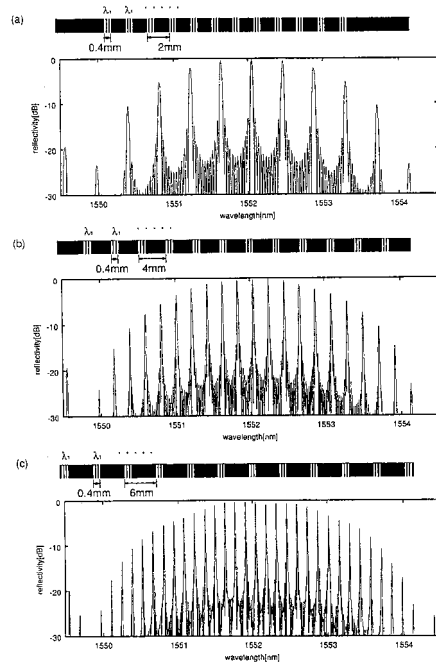 (a)
λ₁ λ₁ · · · · ·
0.4mm 2mm
0
-10
-20
-30
reflectivity[dB]
1550 1551 1552 1553 1554
wavelength[nm]
(b)
λ₁ λ₁ · · · · ·
0.4mm 4mm
0
-10
-20
-30
reflectivity[dB]
1550 1551 1552 1553 1554
wavelength[nm]
(c)
λ₁ λ₁ · · · · ·
0.4mm 6mm
0
-10
-20
-30
reflectivity[dB]
1550 1551 1552 1553 1554
wavelength[nm]